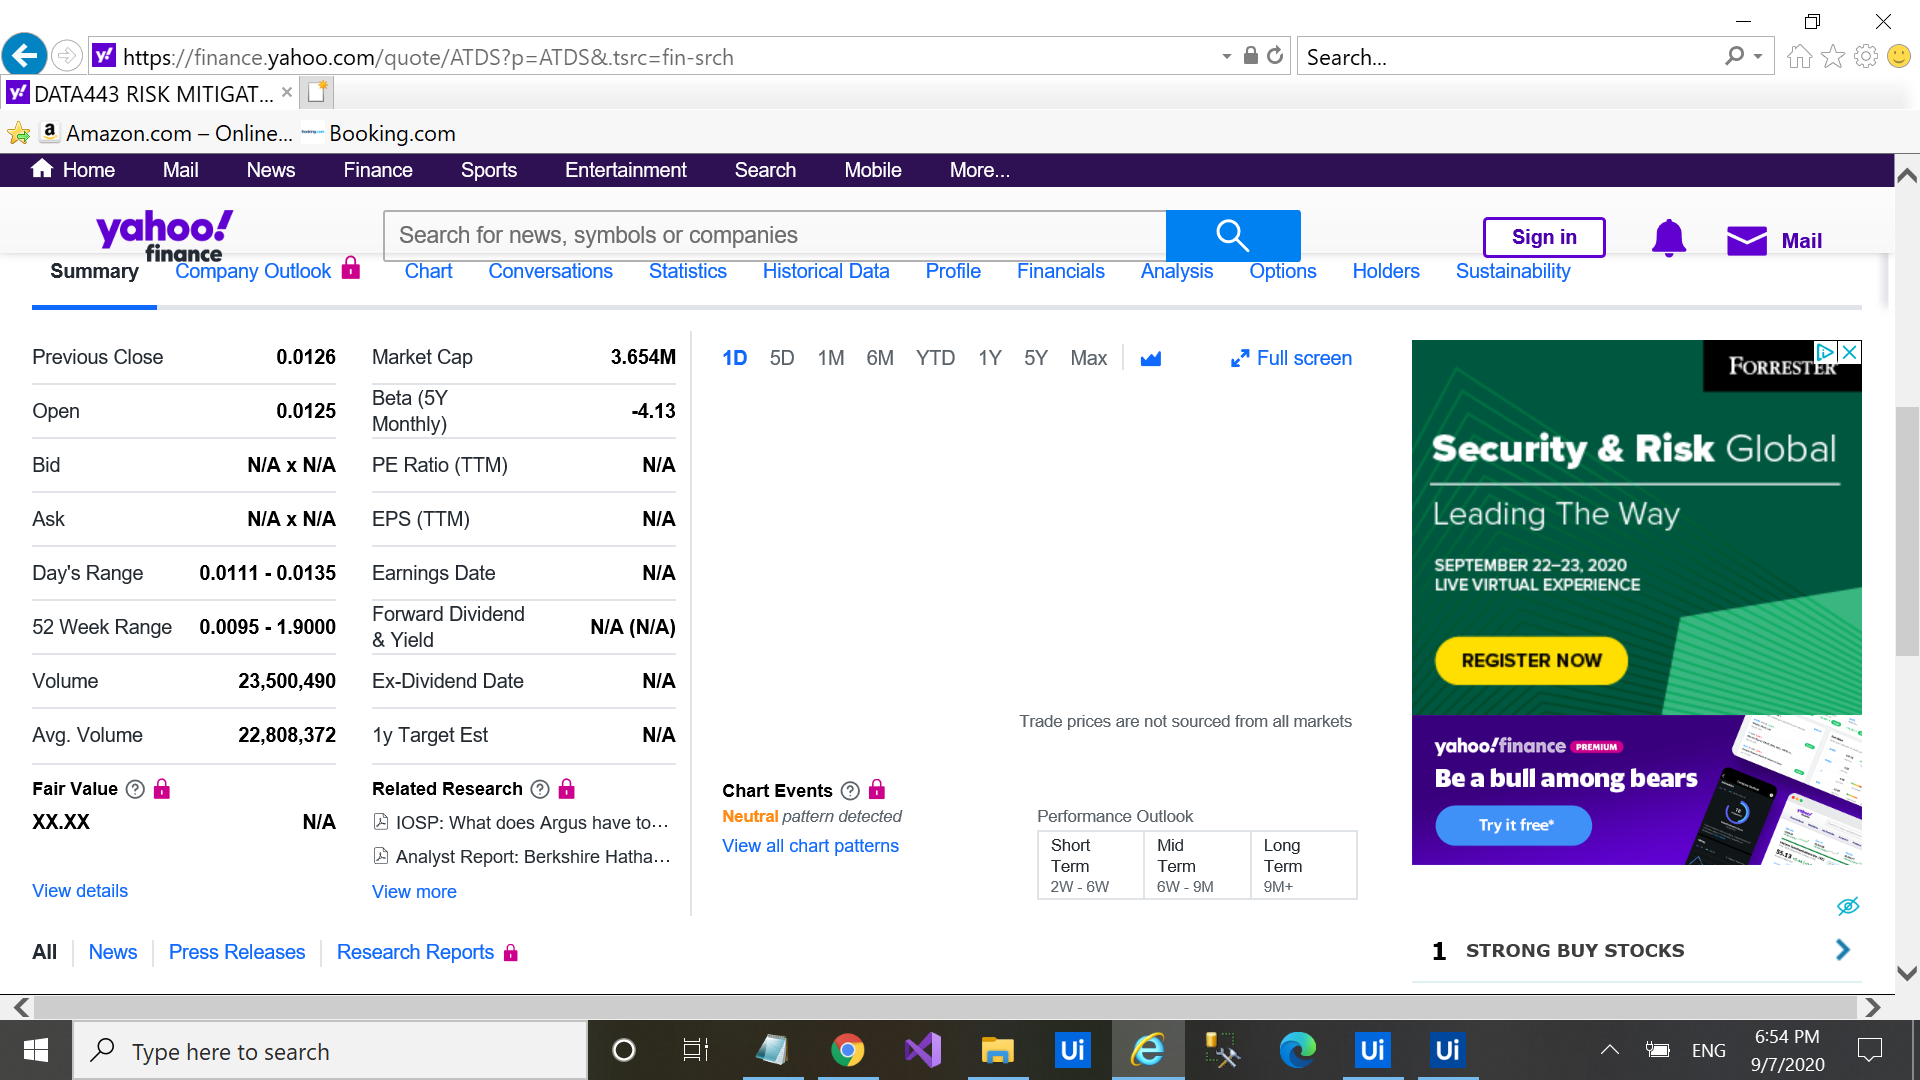 https://finance.yahoo.com/quote/ATDS?p=ATDS&.tsrc=fin-srch
Search...
DATA443 RISK MITIGAT...
Amazon.com – Online...
Booking.com
Home
Mail
News
Finance
Sports
Entertainment
Search
Mobile
More...
yahoo!
finance
Search for news, symbols or companies
Sign in
Mail
Summary
Company Outlook
Chart
Conversations
Statistics
Historical Data
Profile
Financials
Analysis
Options
Holders
Sustainability
Previous Close 0.0126
Open 0.0125
Bid N/A x N/A
Ask N/A x N/A
Day's Range 0.0111 - 0.0135
52 Week Range 0.0095 - 1.9000
Volume 23,500,490
Avg. Volume 22,808,372
Fair Value
XX.XX N/A
View details
Market Cap 3.654M
Beta (5Y
Monthly) -4.13
PE Ratio (TTM) N/A
EPS (TTM) N/A
Earnings Date N/A
Forward Dividend
& Yield N/A (N/A)
Ex-Dividend Date N/A
1y Target Est N/A
Related Research
IOSP: What does Argus have to...
Analyst Report: Berkshire Hatha...
View more
1D 5D 1M 6M YTD 1Y 5Y Max
Full screen
Trade prices are not sourced from all markets
Chart Events
Neutral pattern detected
View all chart patterns
Performance Outlook
Short
Term
2W - 6W
Mid
Term
6W - 9M
Long
Term
9M+
FORRESTER
Security & Risk Global
Leading The Way
SEPTEMBER 22–23, 2020
LIVE VIRTUAL EXPERIENCE
REGISTER NOW
yahoo!finance PREMIUM
Be a bull among bears
Try it free*
All
News
Press Releases
Research Reports
1 STRONG BUY STOCKS
Type here to search
Ui
Ui
Ui
ENG
6:54 PM
9/7/2020